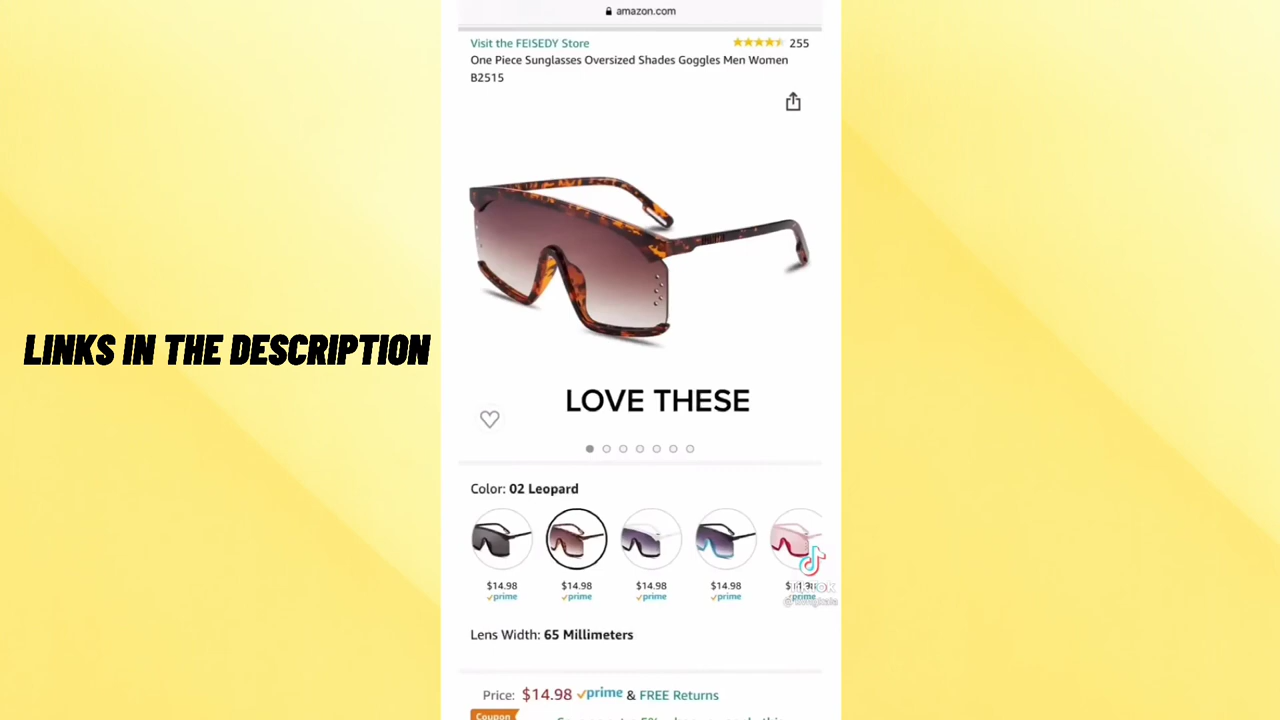 amazon.com
Visit the FEISEDY Store
255
One Piece Sunglasses Oversized Shades Goggles Men Women
B2515
LINKS IN THE DESCRIPTION
LOVE THESE
Color: 02 Leopard
$14.98 $14.98 $14.98 $14.98
prime prime prime prime prime
TikTok
Lens Width: 65 Millimeters
Price: $14.98 prime & FREE Returns
Coupon